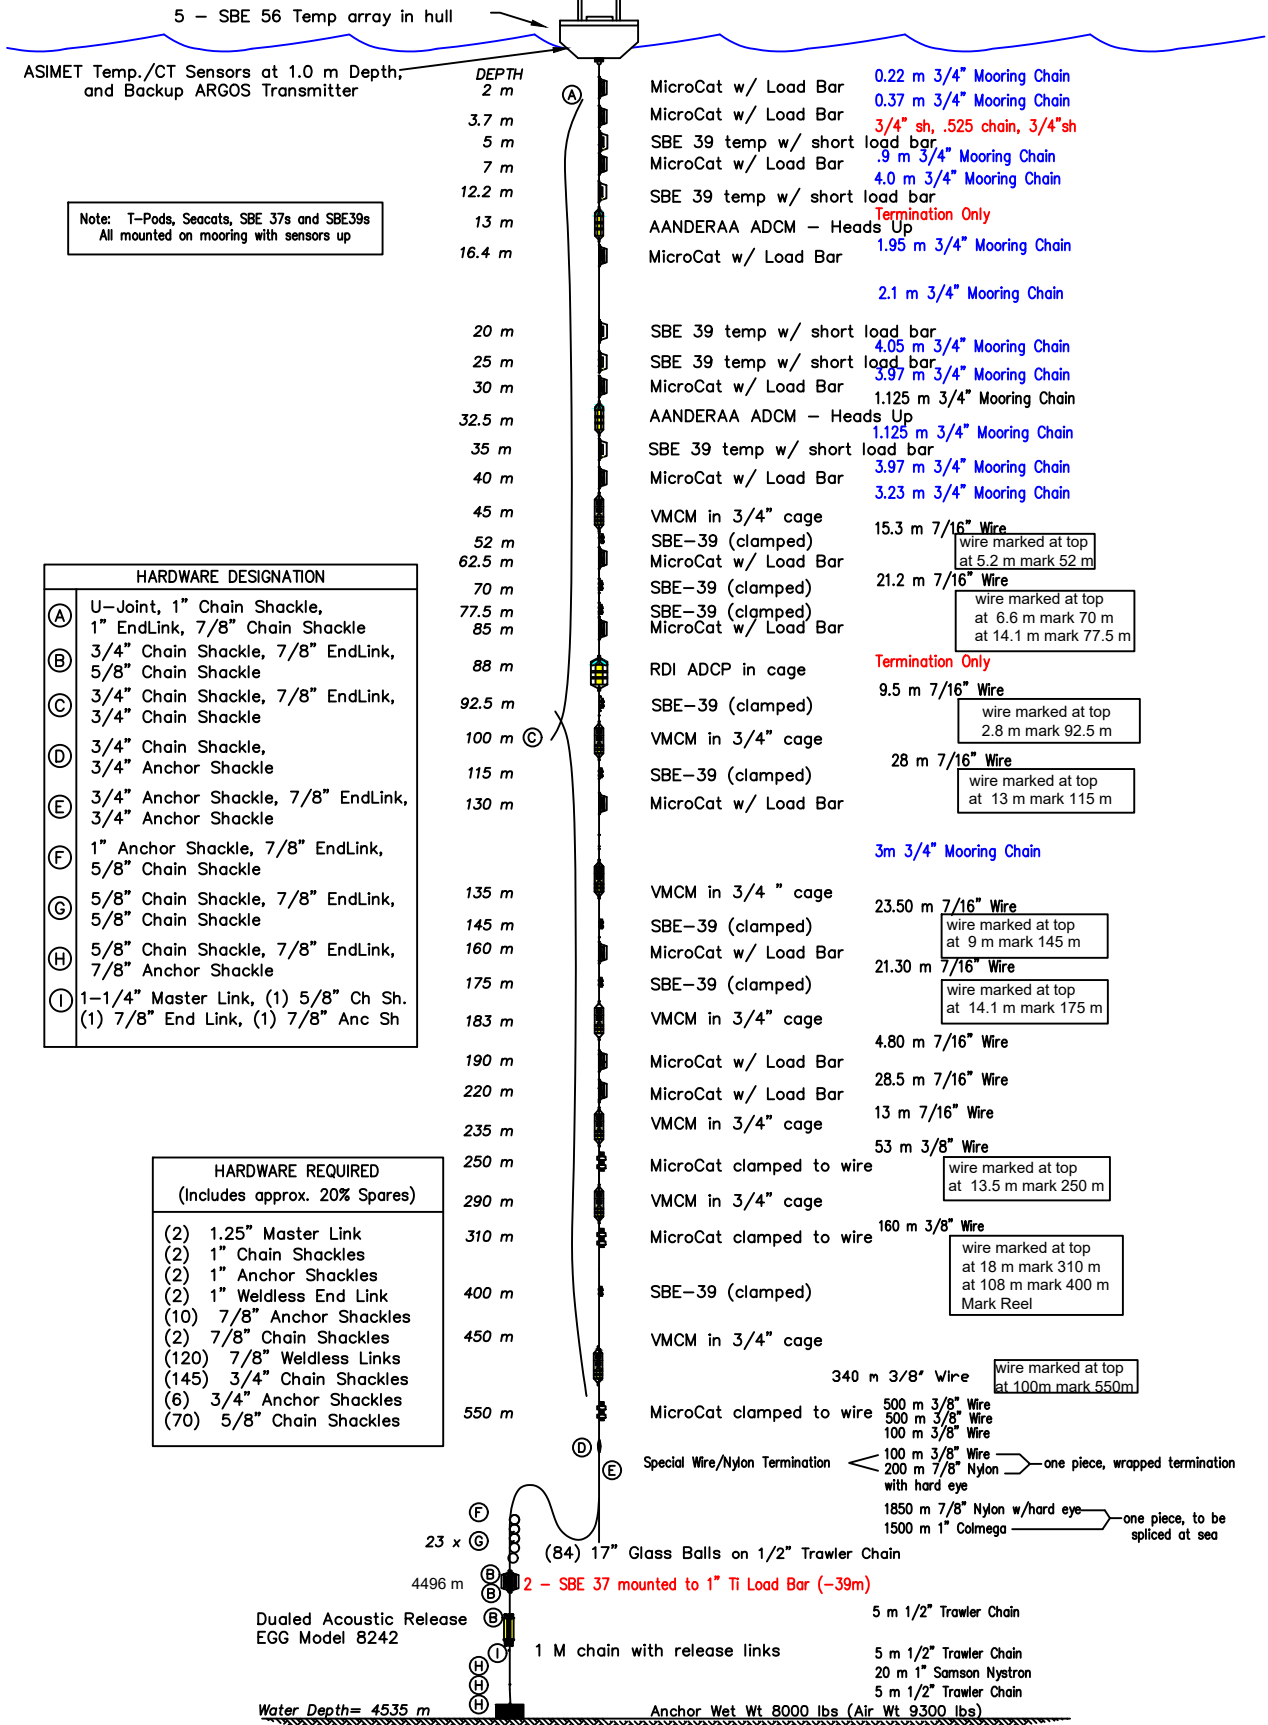 5 – SBE 56 Temp array in hull
ASIMET Temp./CT Sensors at 1.0 m Depth,
and Backup ARGOS Transmitter
DEPTH
2 m
A
MicroCat w/ Load Bar
0.22 m 3/4" Mooring Chain
0.37 m 3/4" Mooring Chain
3.7 m
MicroCat w/ Load Bar
3/4" sh, .525 chain, 3/4"sh
5 m
SBE 39 temp w/ short load bar
.9 m 3/4" Mooring Chain
7 m
MicroCat w/ Load Bar
4.0 m 3/4" Mooring Chain
12.2 m
SBE 39 temp w/ short load bar
Note: T–Pods, Seacats, SBE 37s and SBE39s
All mounted on mooring with sensors up
Termination Only
13 m
AANDERAA ADCM – Heads Up
1.95 m 3/4" Mooring Chain
16.4 m
MicroCat w/ Load Bar
2.1 m 3/4" Mooring Chain
20 m
SBE 39 temp w/ short load bar
4.05 m 3/4" Mooring Chain
25 m
SBE 39 temp w/ short load bar
3.97 m 3/4" Mooring Chain
30 m
MicroCat w/ Load Bar
1.125 m 3/4" Mooring Chain
32.5 m
AANDERAA ADCM – Heads Up
1.125 m 3/4" Mooring Chain
35 m
SBE 39 temp w/ short load bar
3.97 m 3/4" Mooring Chain
40 m
MicroCat w/ Load Bar
3.23 m 3/4" Mooring Chain
45 m
VMCM in 3/4" cage
15.3 m 7/16" Wire
wire marked at top
at 5.2 m mark 52 m
52 m
SBE–39 (clamped)
62.5 m
MicroCat w/ Load Bar
21.2 m 7/16" Wire
wire marked at top
at 6.6 m mark 70 m
at 14.1 m mark 77.5 m
70 m
SBE–39 (clamped)
77.5 m
SBE–39 (clamped)
85 m
MicroCat w/ Load Bar
Termination Only
88 m
RDI ADCP in cage
9.5 m 7/16" Wire
wire marked at top
2.8 m mark 92.5 m
92.5 m
SBE–39 (clamped)
100 m
C
VMCM in 3/4" cage
28 m 7/16" Wire
wire marked at top
at 13 m mark 115 m
115 m
SBE–39 (clamped)
130 m
MicroCat w/ Load Bar
3m 3/4" Mooring Chain
135 m
VMCM in 3/4 " cage
23.50 m 7/16" Wire
wire marked at top
at 9 m mark 145 m
145 m
SBE–39 (clamped)
160 m
MicroCat w/ Load Bar
21.30 m 7/16" Wire
wire marked at top
at 14.1 m mark 175 m
175 m
SBE–39 (clamped)
183 m
VMCM in 3/4" cage
4.80 m 7/16" Wire
190 m
MicroCat w/ Load Bar
28.5 m 7/16" Wire
220 m
MicroCat w/ Load Bar
13 m 7/16" Wire
235 m
VMCM in 3/4" cage
53 m 3/8" Wire
wire marked at top
at 13.5 m mark 250 m
250 m
MicroCat clamped to wire
290 m
VMCM in 3/4" cage
160 m 3/8" Wire
wire marked at top
at 18 m mark 310 m
at 108 m mark 400 m
Mark Reel
310 m
MicroCat clamped to wire
400 m
SBE–39 (clamped)
450 m
VMCM in 3/4" cage
340 m 3/8" Wire
wire marked at top
at 100m mark 550m
550 m
MicroCat clamped to wire
500 m 3/8" Wire
500 m 3/8" Wire
100 m 3/8" Wire
HARDWARE DESIGNATION
A
U–Joint, 1" Chain Shackle,
1" EndLink, 7/8" Chain Shackle
B
3/4" Chain Shackle, 7/8" EndLink,
5/8" Chain Shackle
C
3/4" Chain Shackle, 7/8" EndLink,
3/4" Chain Shackle
D
3/4" Chain Shackle,
3/4" Anchor Shackle
E
3/4" Anchor Shackle, 7/8" EndLink,
3/4" Anchor Shackle
F
1" Anchor Shackle, 7/8" EndLink,
5/8" Chain Shackle
G
5/8" Chain Shackle, 7/8" EndLink,
5/8" Chain Shackle
H
5/8" Chain Shackle, 7/8" EndLink,
7/8" Anchor Shackle
I
1–1/4" Master Link, (1) 5/8" Ch Sh.
(1) 7/8" End Link, (1) 7/8" Anc Sh
HARDWARE REQUIRED
(Includes approx. 20% Spares)
(2) 1.25" Master Link
(2) 1" Chain Shackles
(2) 1" Anchor Shackles
(2) 1" Weldless End Link
(10) 7/8" Anchor Shackles
(2) 7/8" Chain Shackles
(120) 7/8" Weldless Links
(145) 3/4" Chain Shackles
(6) 3/4" Anchor Shackles
(70) 5/8" Chain Shackles
D
E
Special Wire/Nylon Termination
100 m 3/8" Wire
200 m 7/8" Nylon
with hard eye
one piece, wrapped termination
1850 m 7/8" Nylon w/hard eye
1500 m 1" Colmega
one piece, to be
spliced at sea
F
23 x G
(84) 17" Glass Balls on 1/2" Trawler Chain
4496 m
B
B
2 – SBE 37 mounted to 1" Ti Load Bar (–39m)
5 m 1/2" Trawler Chain
Dualed Acoustic Release
EGG Model 8242
B
I
1 M chain with release links
5 m 1/2" Trawler Chain
H
20 m 1" Samson Nystron
H
5 m 1/2" Trawler Chain
H
Water Depth= 4535 m
Anchor Wet Wt 8000 lbs (Air Wt 9300 lbs)